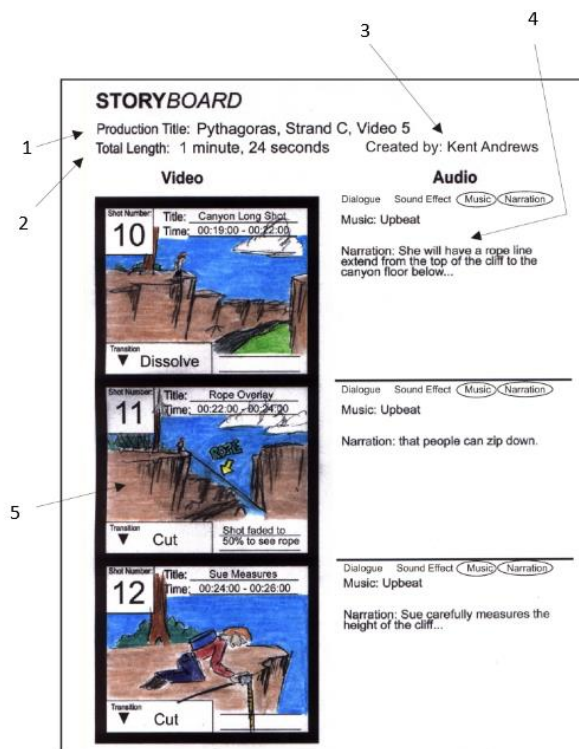 3
4
STORYBOARD
1
Production Title: Pythagoras, Strand C, Video 5
Total Length: 1 minute, 24 seconds
Created by: Kent Andrews
2
Video
Audio
Shot Number:
10
Title: Canyon Long Shot
Time: 00:19:00 - 00:22:00
Transition
Dissolve
Dialogue Sound Effect Music Narration
Music: Upbeat
Narration: She will have a rope line
extend from the top of the cliff to the
canyon floor below...
Shot Number:
11
Title: Rope Overlay
Time: 00:22:00 - 00:24:00
ROPE
5
Transition
Cut
Shot faded to
50% to see rope
Dialogue Sound Effect Music Narration
Music: Upbeat
Narration: that people can zip down.
Shot Number:
12
Title: Sue Measures
Time: 00:24:00 - 00:26:00
Transition
Cut
Dialogue Sound Effect Music Narration
Music: Upbeat
Narration: Sue carefully measures the
height of the cliff...